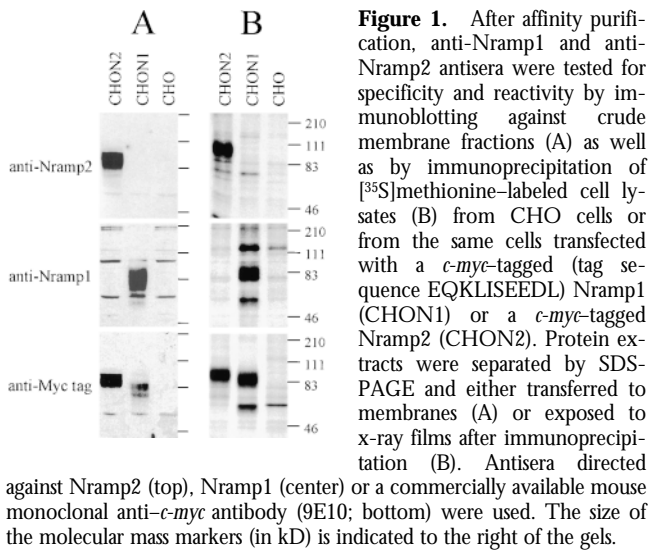 A
B
CHON2
CHON1
CHO
CHON2
CHON1
CHO
anti-Nramp2
210
111
83
46
anti-Nramp1
210
111
83
46
anti-Myc tag
210
111
83
46
Figure 1. After affinity purifi-
cation, anti-Nramp1 and anti-
Nramp2 antisera were tested for
specificity and reactivity by im-
munoblotting against crude
membrane fractions (A) as well
as by immunoprecipitation of
[³⁵S]methionine–labeled cell ly-
sates (B) from CHO cells or
from the same cells transfected
with a c-myc–tagged (tag se-
quence EQKLISEEDL) Nramp1
(CHON1) or a c-myc–tagged
Nramp2 (CHON2). Protein ex-
tracts were separated by SDS-
PAGE and either transferred to
membranes (A) or exposed to
x-ray films after immunoprecipi-
tation (B). Antisera directed
against Nramp2 (top), Nramp1 (center) or a commercially available mouse
monoclonal anti–c-myc antibody (9E10; bottom) were used. The size of
the molecular mass markers (in kD) is indicated to the right of the gels.